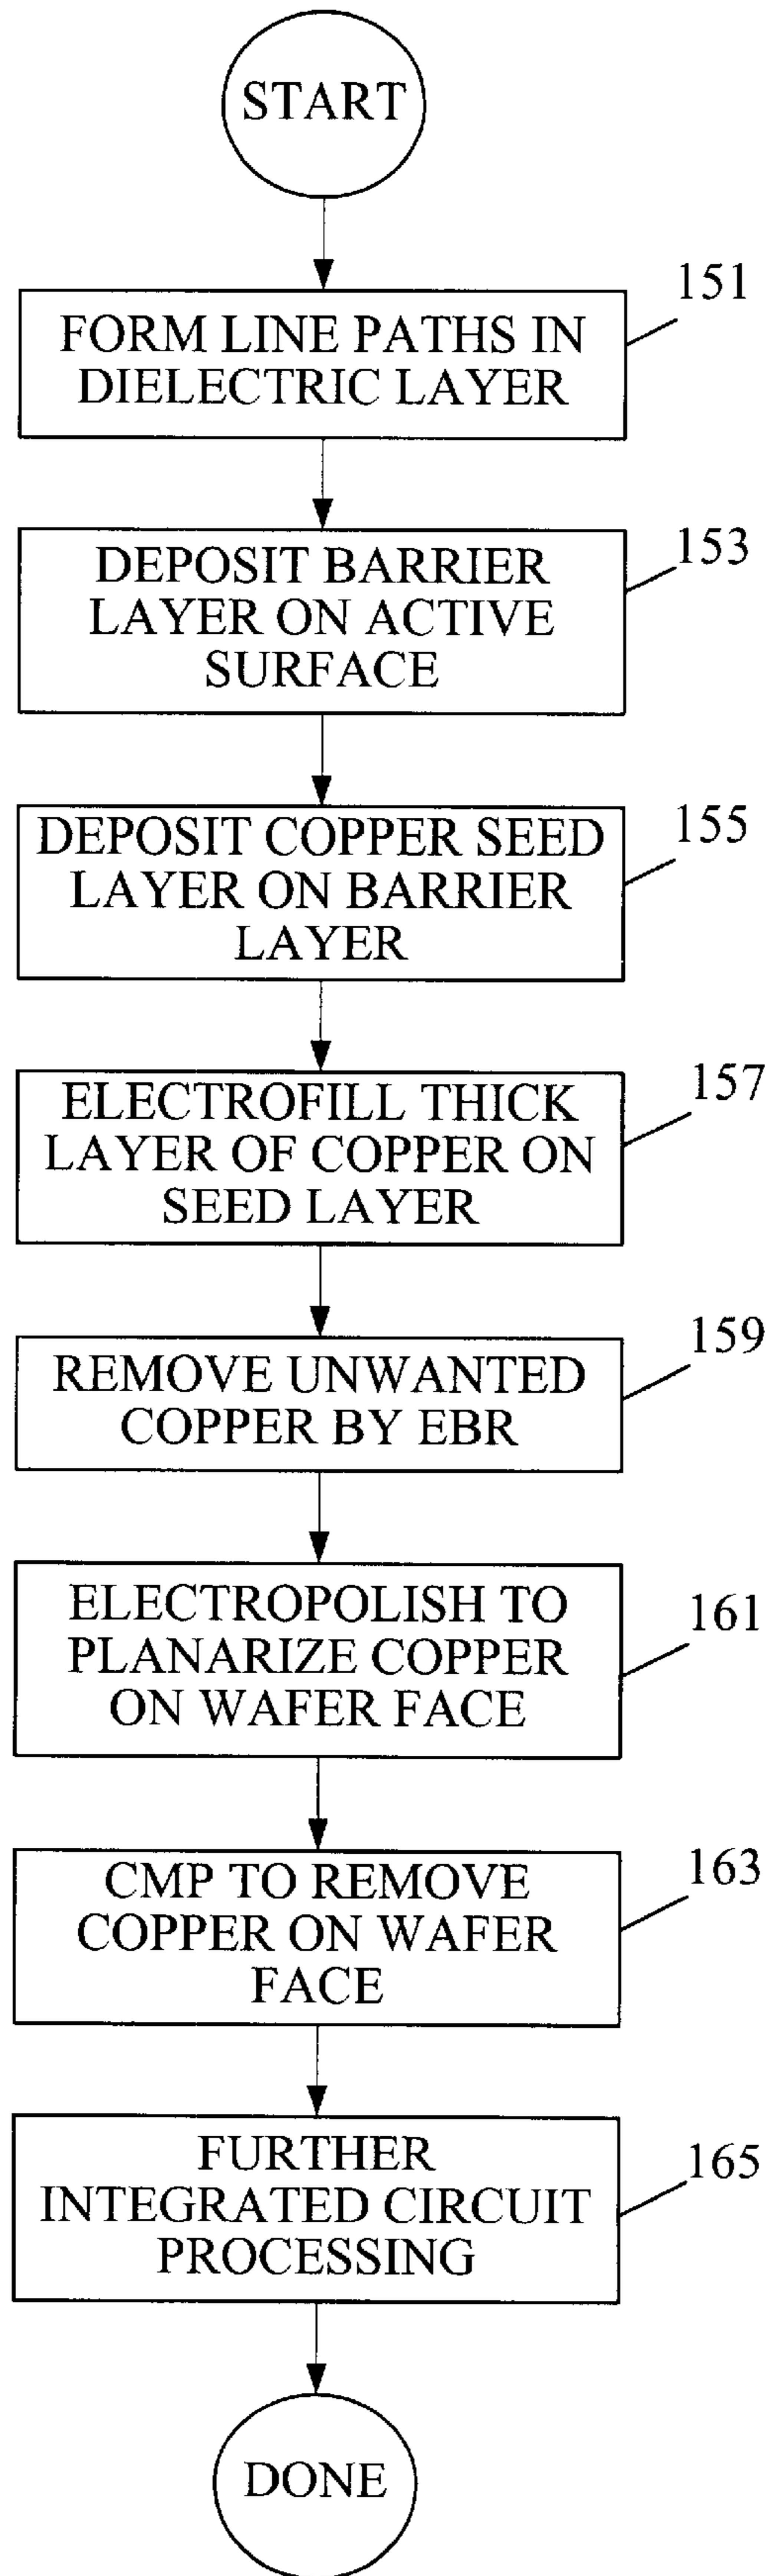 START
151
FORM LINE PATHS IN
DIELECTRIC LAYER
153
DEPOSIT BARRIER
LAYER ON ACTIVE
SURFACE
155
DEPOSIT COPPER SEED
LAYER ON BARRIER
LAYER
157
ELECTROFILL THICK
LAYER OF COPPER ON
SEED LAYER
159
REMOVE UNWANTED
COPPER BY EBR
161
ELECTROPOLISH TO
PLANARIZE COPPER
ON WAFER FACE
163
CMP TO REMOVE
COPPER ON WAFER
FACE
165
FURTHER
INTEGRATED CIRCUIT
PROCESSING
DONE